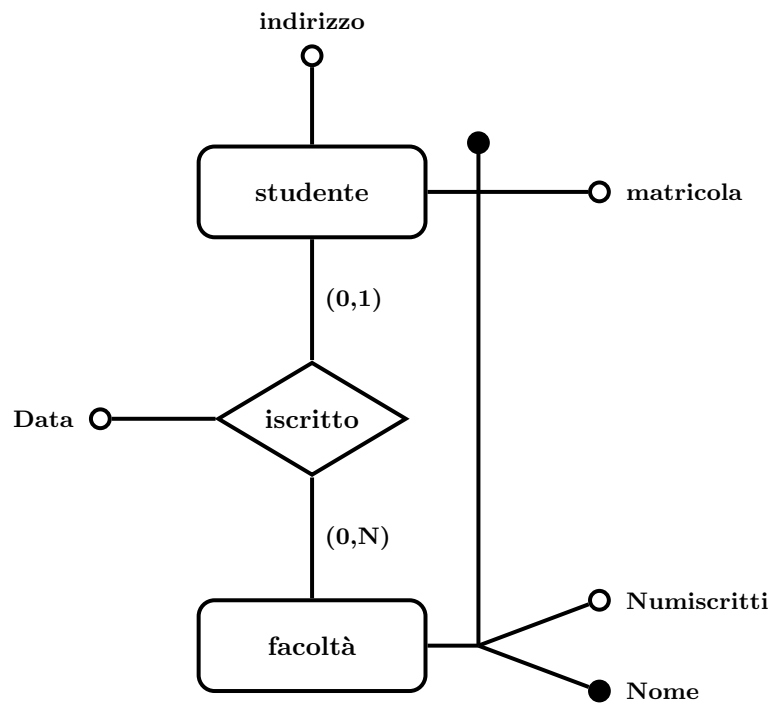 indirizzo
studente
matricola
(0,1)
Data
iscritto
(0,N)
Numiscritti
facoltà
Nome